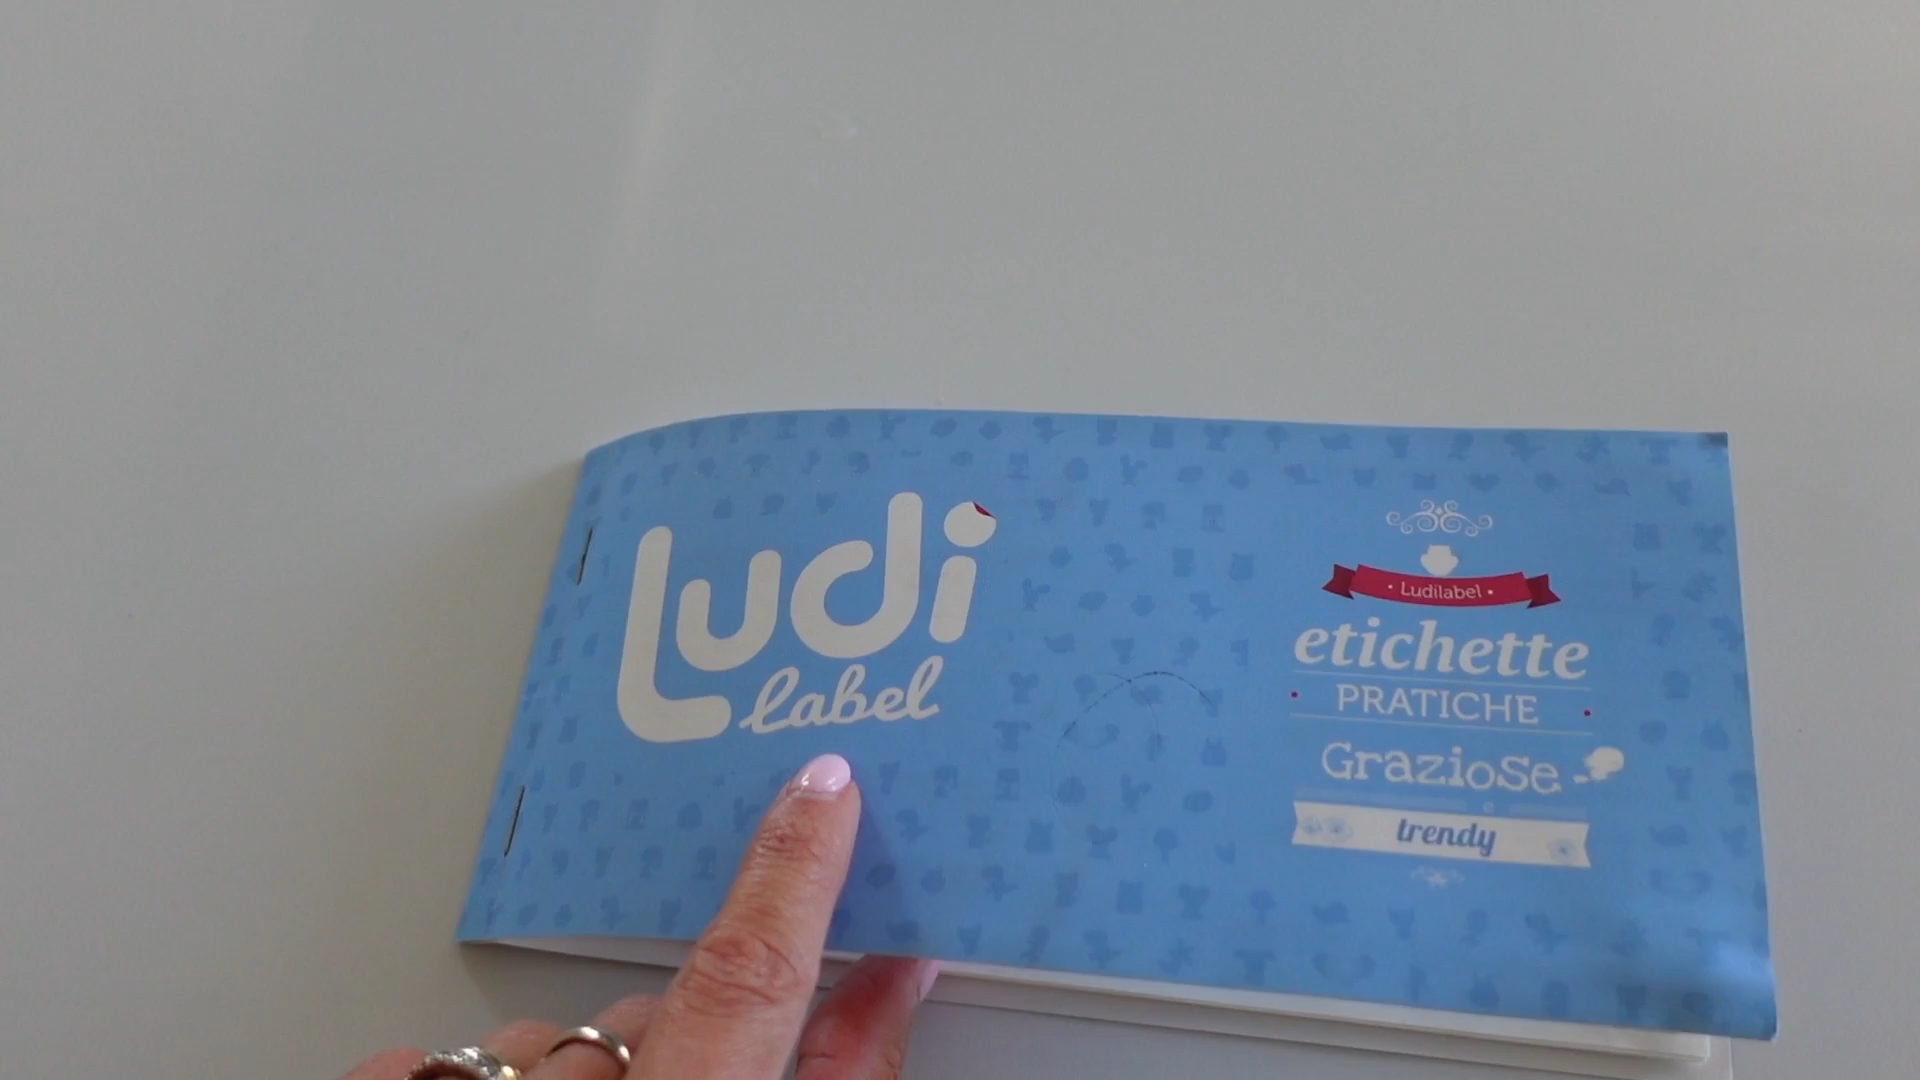 Ludi
label
• Ludilabel •
etichette
PRATICHE
Graziose
e
trendy